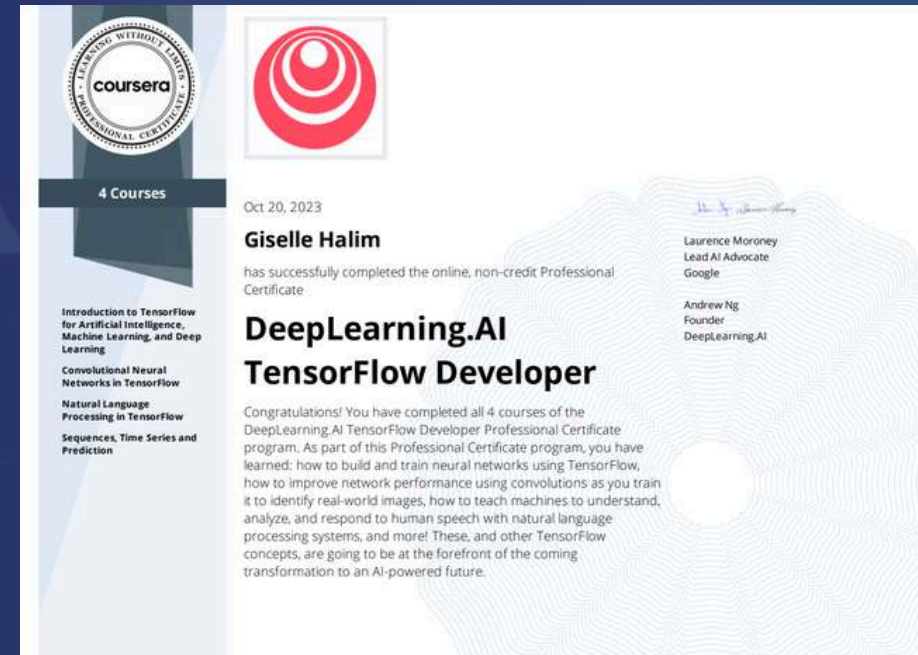 LEARNING WITHOUT LIMITS
coursera
PROFESSIONAL CERTIFICATE
4 Courses
Introduction to TensorFlow
for Artificial Intelligence,
Machine Learning, and Deep
Learning
Convolutional Neural
Networks in TensorFlow
Natural Language
Processing in TensorFlow
Sequences, Time Series and
Prediction
Oct 20, 2023
Giselle Halim
has successfully completed the online, non-credit Professional
Certificate
DeepLearning.AI
TensorFlow Developer
Congratulations! You have completed all 4 courses of the
DeepLearning.AI TensorFlow Developer Professional Certificate
program. As part of this Professional Certificate program, you have
learned: how to build and train neural networks using TensorFlow,
how to improve network performance using convolutions as you train
it to identify real-world images, how to teach machines to understand,
analyze, and respond to human speech with natural language
processing systems, and more! These, and other TensorFlow
concepts, are going to be at the forefront of the coming
transformation to an AI-powered future.
Laurence Moroney
Lead AI Advocate
Google
Andrew Ng
Founder
DeepLearning.AI